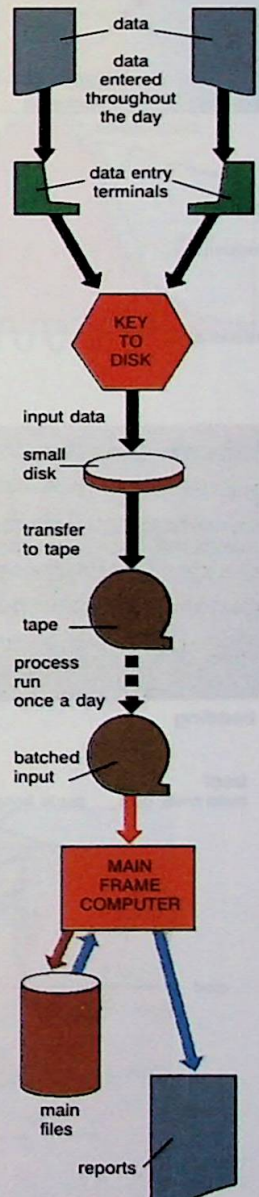 data
data
entered
throughout
the day
data entry
terminals
KEY
TO
DISK
input data
small
disk
transfer
to tape
tape
process
run
once a day
batched
input
MAIN
FRAME
COMPUTER
main
files
reports